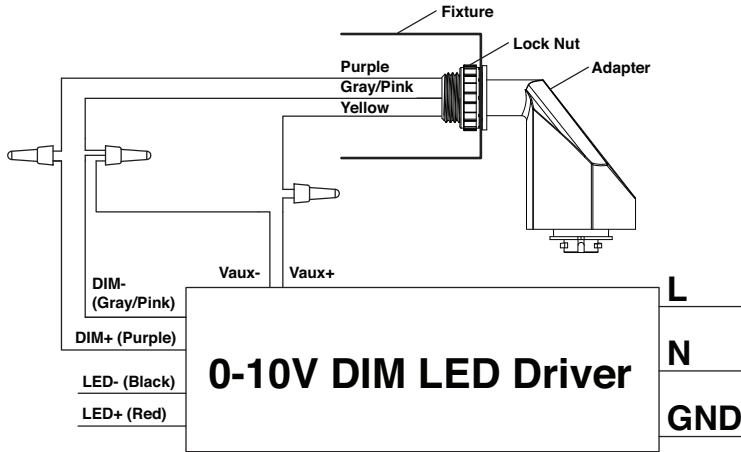 Fixture
Lock Nut
Adapter
Purple
Gray/Pink
Yellow
Vaux-
Vaux+
DIM-
(Gray/Pink)
DIM+ (Purple)
LED- (Black)
LED+ (Red)
0-10V DIM LED Driver
L
N
GND